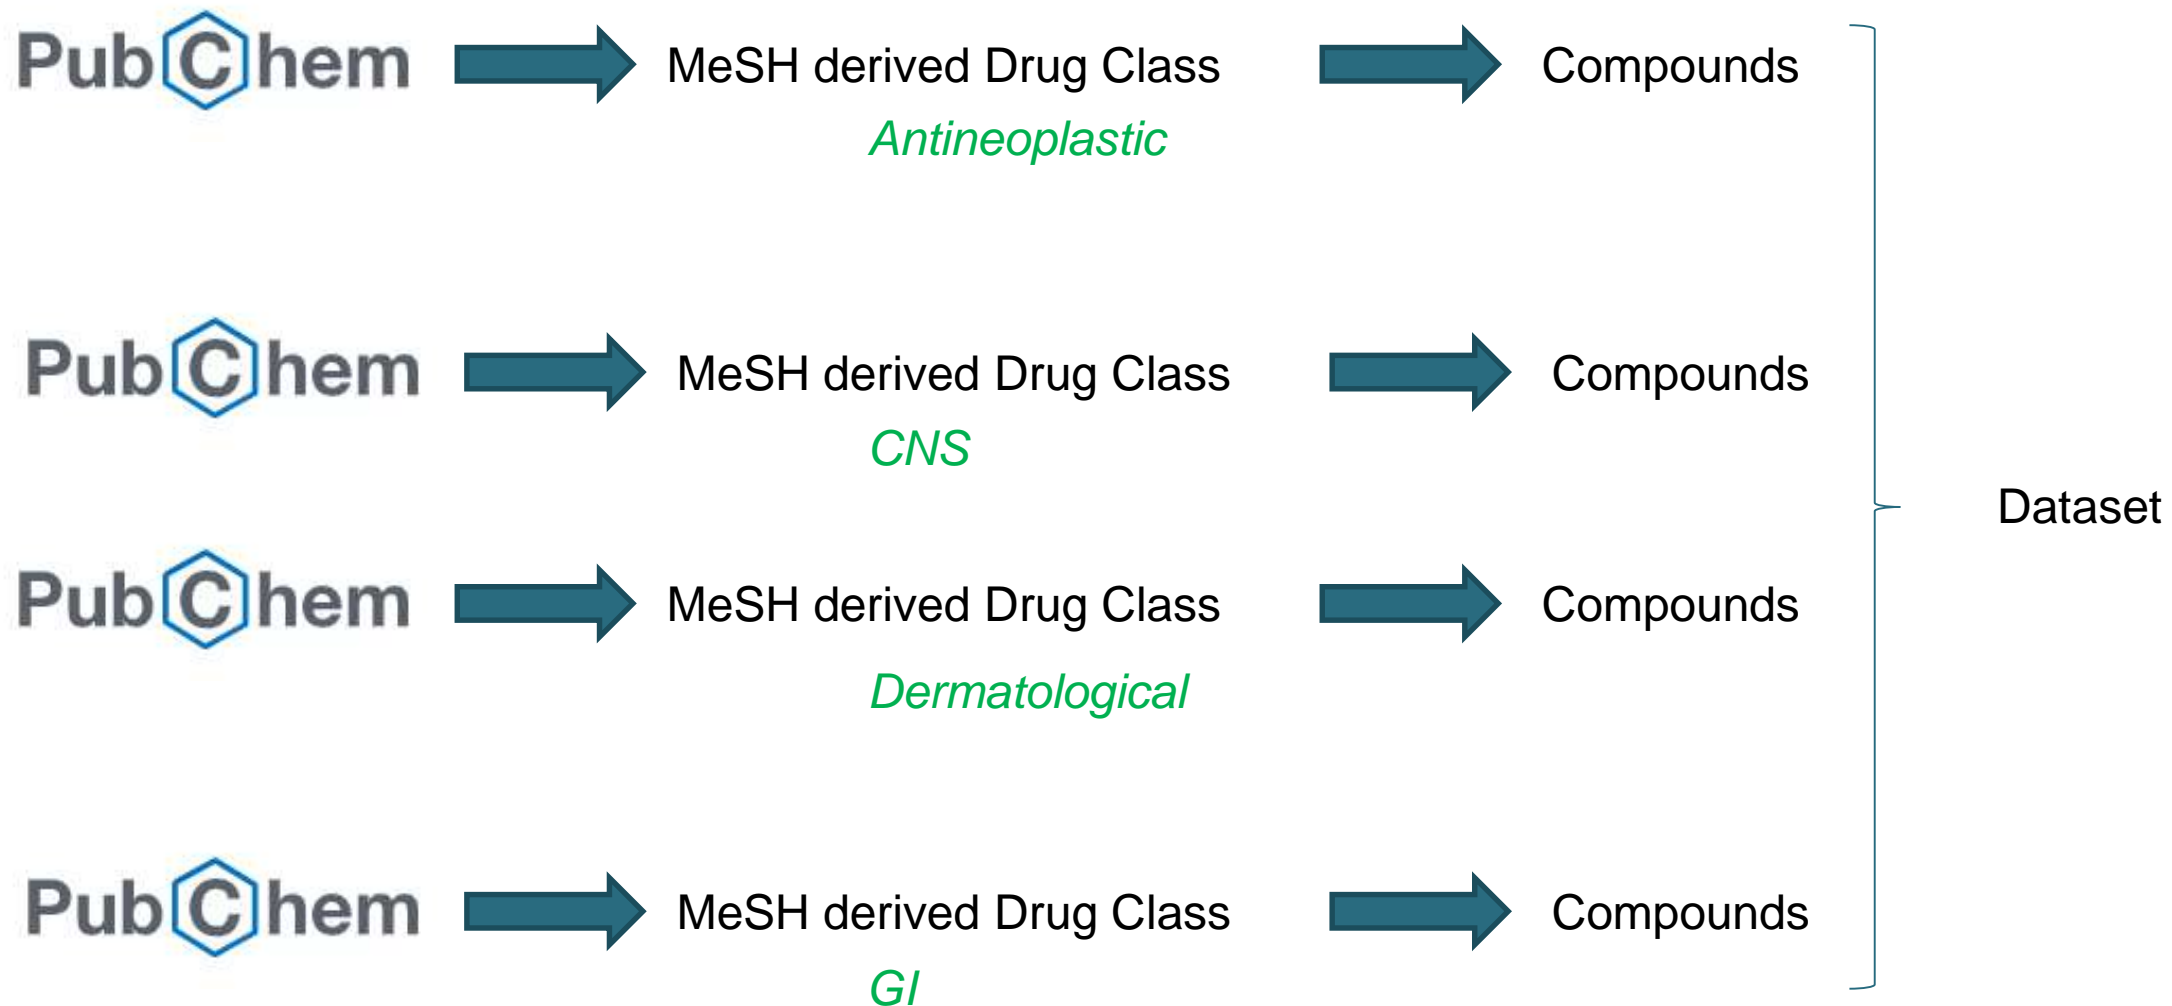 PubChem MeSH derived Drug Class Compounds
Antineoplastic
PubChem MeSH derived Drug Class Compounds
CNS
Dataset
PubChem MeSH derived Drug Class Compounds
Dermatological
PubChem MeSH derived Drug Class Compounds
GI